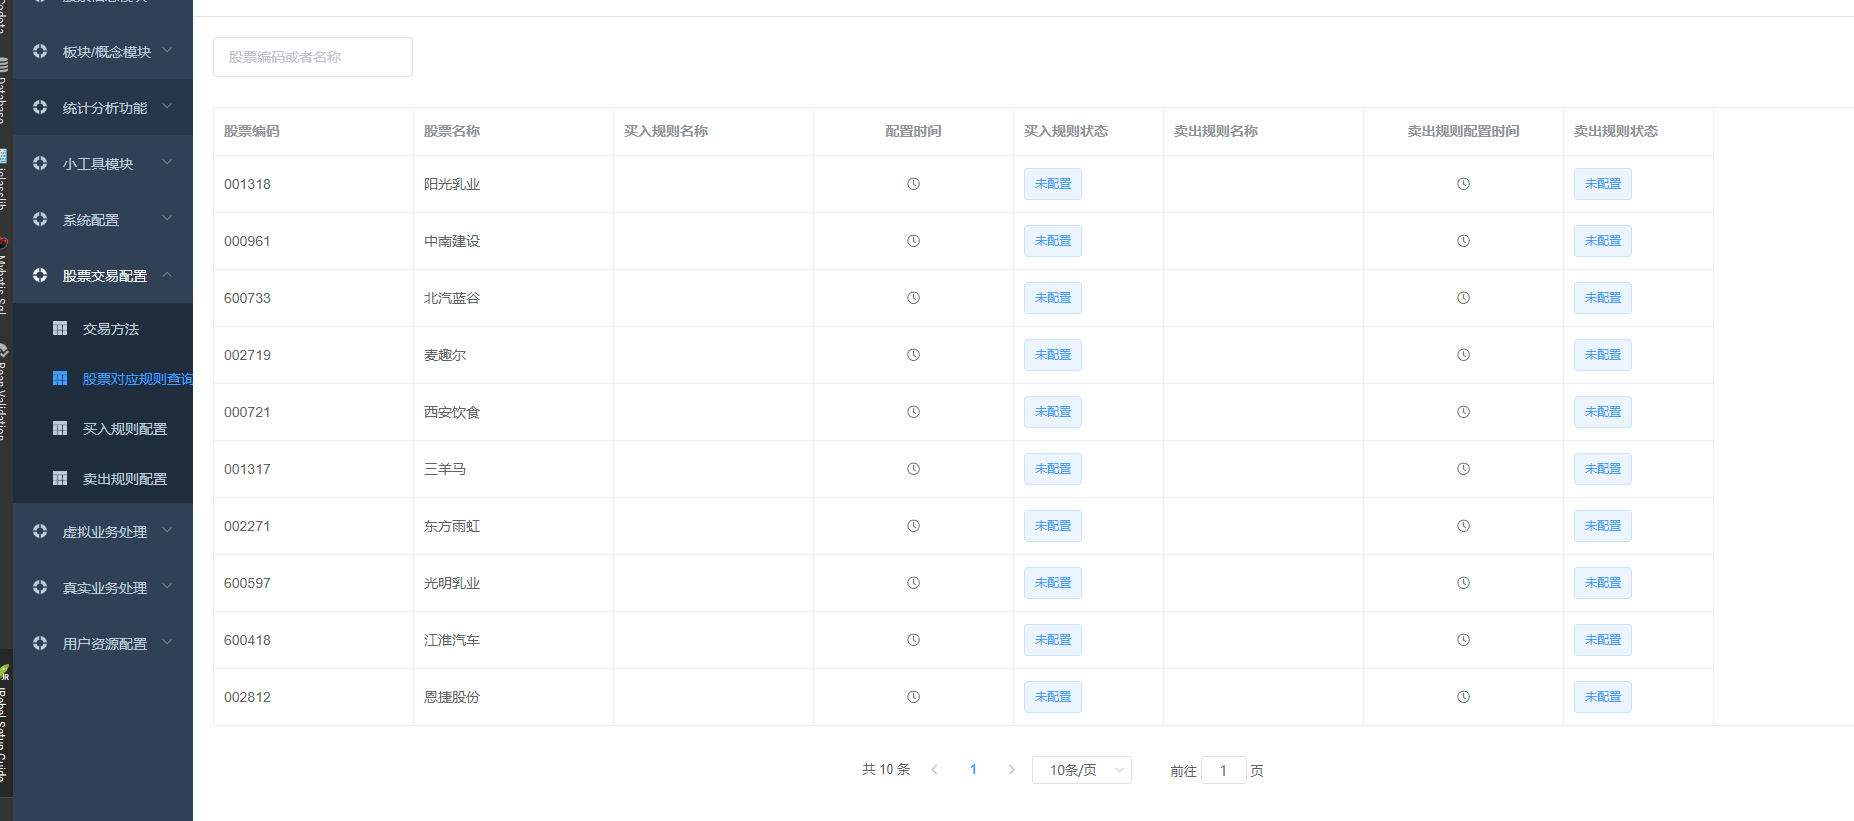 板块/概念模块
统计分析功能
小工具模块
系统配置
股票交易配置
交易方法
股票对应规则查询
买入规则配置
卖出规则配置
虚拟业务处理
真实业务处理
用户资源配置
股票编码或者名称
股票编码 股票名称 买入规则名称 配置时间 买入规则状态 卖出规则名称 卖出规则配置时间 卖出规则状态
001318 阳光乳业 未配置 未配置
000961 中南建设 未配置 未配置
600733 北汽蓝谷 未配置 未配置
002719 麦趣尔 未配置 未配置
000721 西安饮食 未配置 未配置
001317 三羊马 未配置 未配置
002271 东方雨虹 未配置 未配置
600597 光明乳业 未配置 未配置
600418 江淮汽车 未配置 未配置
002812 恩捷股份 未配置 未配置
共 10 条 1 10条/页 前往 1 页